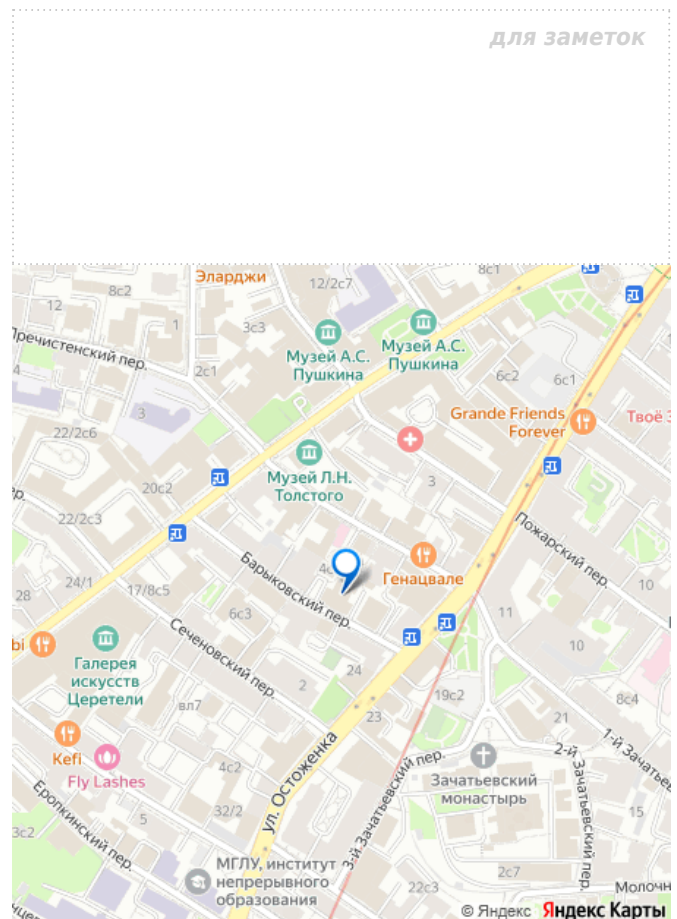 для заметок
Эларджи
12/2с7
8с1
8с2
12
1
3с3
Музей А.С.
Пушкина
Музей А.С.
Пушкина
Пречистенский пер.
2с1
6с2
6с1
3
Grande Friends
Forever
Твоё
22/2с6
Музей Л.Н.
Толстого
3
20с2
22/2с3
Пожарский пер.
Генацвале
Барыковский пер.
24/1
17/8с5
28
6с3
10
11
bi
Сеченовский пер.
Галерея
искусств
Церетели
24
2
10
19с2
8с4
вл7
23
21
Kefi
Fly Lashes
4с2
ул. Остоженка
3-й Зачатьевский пер.
Зачатьевский
монастырь
2-й Зачатьевский пер.
1-й Зачатьевс
32/2
5
3с2
Еропкинский пер.
МГЛУ, институт
непрерывного
образования
22с3
2с7
Молочн
© Яндекс Яндекс Карты